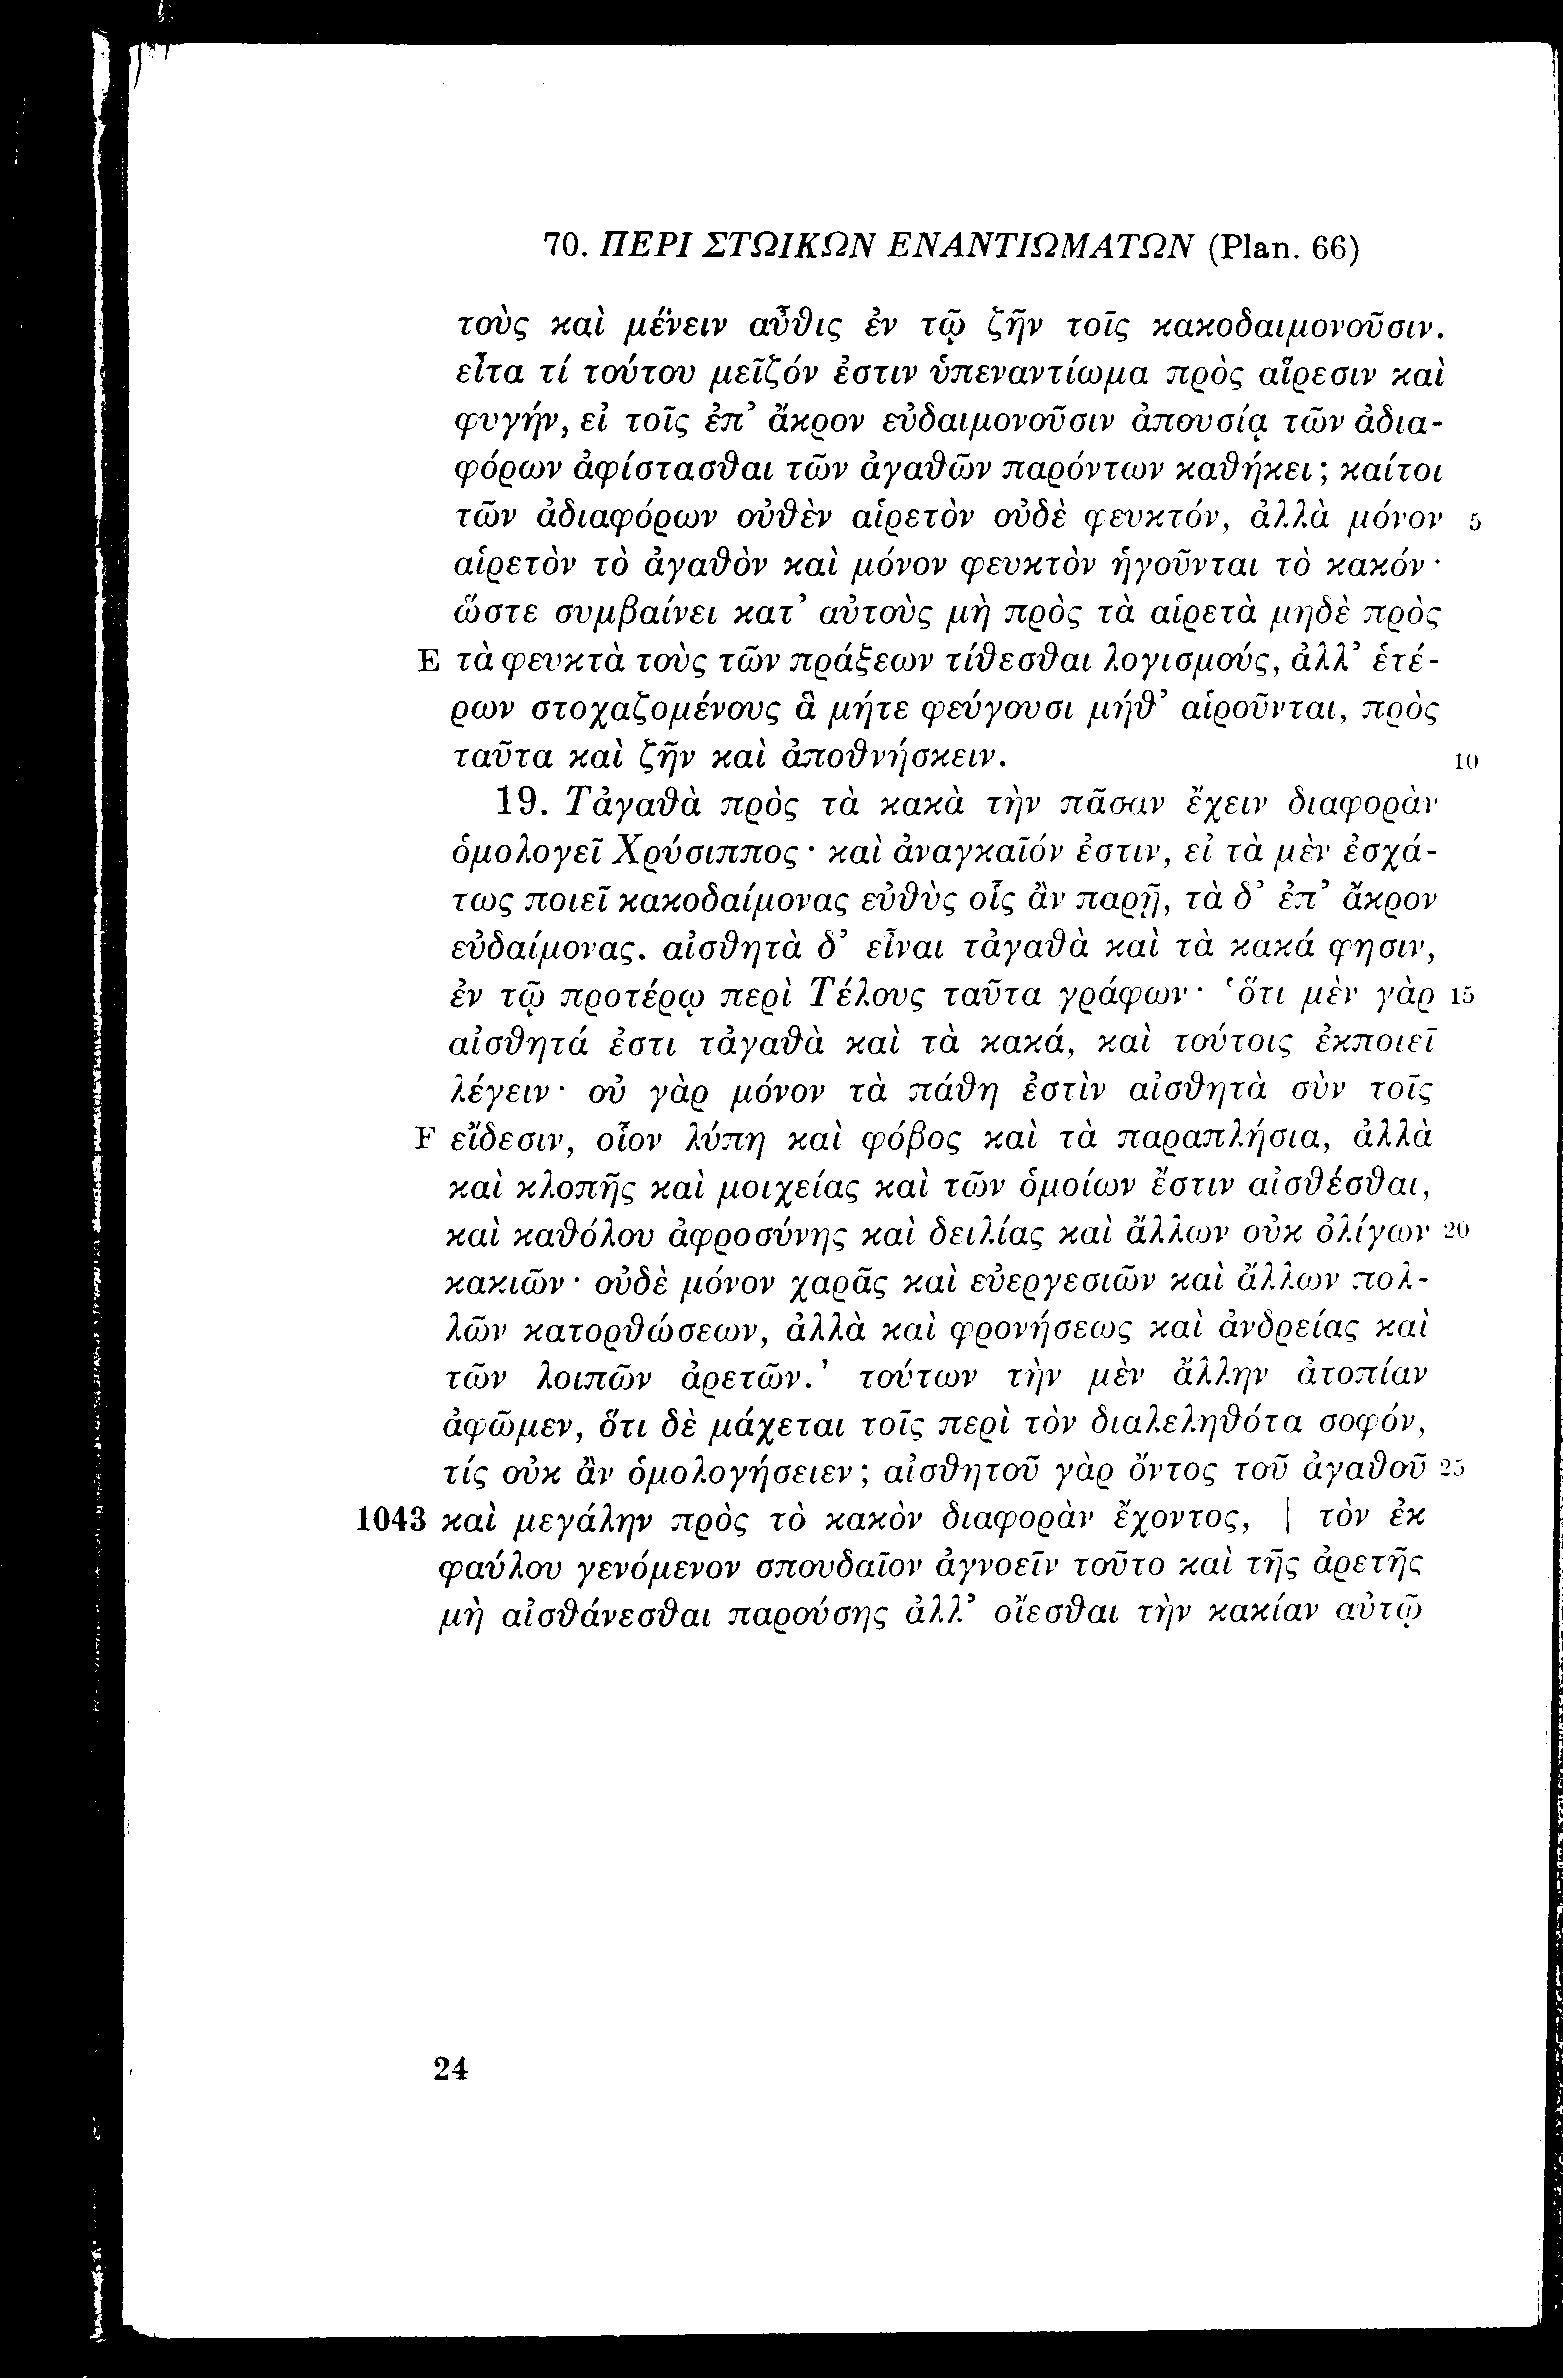 70. ΠΕΡΙ ΣΤΩΙΚΩΝ ΕΝΑΝΤΙΩΜΑΤΩΝ (Plan. 66)
τοὺς καὶ μένειν αὖθις ἐν τῷ ζῆν τοῖς κακοδαιμονοῦσιν.
εἶτα τί τούτου μεῖζόν ἐστιν ὑπεναντίωμα πρὸς αἵρεσιν καὶ
φυγήν, εἰ τοῖς ἐπ’ ἄκρον εὐδαιμονοῦσιν ἀπουσίᾳ τῶν ἀδια-
φόρων ἀφίστασθαι τῶν ἀγαθῶν παρόντων καθήκει; καίτοι
τῶν ἀδιαφόρων οὐθὲν αἱρετὸν οὐδὲ φευκτόν, ἀλλὰ μόνον 5
αἱρετὸν τὸ ἀγαθὸν καὶ μόνον φευκτὸν ἡγοῦνται τὸ κακόν·
ὥστε συμβαίνει κατ’ αὐτοὺς μὴ πρὸς τὰ αἱρετὰ μηδὲ πρὸς
E τὰ φευκτὰ τοὺς τῶν πράξεων τίθεσθαι λογισμούς, ἀλλ’ ἑτέ-
ρων στοχαζομένους ἃ μήτε φεύγουσι μήθ’ αἱροῦνται, πρὸς
ταῦτα καὶ ζῆν καὶ ἀποθνήσκειν. 10
19. Τἀγαθὰ πρὸς τὰ κακὰ τὴν πᾶσαν ἔχειν διαφορὰν
ὁμολογεῖ Χρύσιππος· καὶ ἀναγκαῖόν ἐστιν, εἰ τὰ μὲν ἐσχά-
τως ποιεῖ κακοδαίμονας εὐθὺς οἷς ἂν παρῇ, τὰ δ’ ἐπ’ ἄκρον
εὐδαίμονας. αἰσθητὰ δ’ εἶναι τἀγαθὰ καὶ τὰ κακά φησιν,
ἐν τῷ προτέρῳ περὶ Τέλους ταῦτα γράφων· ‘ὅτι μὲν γὰρ 15
αἰσθητά ἐστι τἀγαθὰ καὶ τὰ κακά, καὶ τούτοις ἐκποιεῖ
λέγειν· οὐ γὰρ μόνον τὰ πάθη ἐστὶν αἰσθητὰ σὺν τοῖς
F εἴδεσιν, οἷον λύπη καὶ φόβος καὶ τὰ παραπλήσια, ἀλλὰ
καὶ κλοπῆς καὶ μοιχείας καὶ τῶν ὁμοίων ἔστιν αἰσθέσθαι,
καὶ καθόλου ἀφροσύνης καὶ δειλίας καὶ ἄλλων οὐκ ὀλίγων 20
κακιῶν· οὐδὲ μόνον χαρᾶς καὶ εὐεργεσιῶν καὶ ἄλλων πολ-
λῶν κατορθώσεων, ἀλλὰ καὶ φρονήσεως καὶ ἀνδρείας καὶ
τῶν λοιπῶν ἀρετῶν.’ τούτων τὴν μὲν ἄλλην ἀτοπίαν
ἀφῶμεν, ὅτι δὲ μάχεται τοῖς περὶ τὸν διαλεληθότα σοφόν,
τίς οὐκ ἂν ὁμολογήσειεν; αἰσθητοῦ γὰρ ὄντος τοῦ ἀγαθοῦ 25
1043 καὶ μεγάλην πρὸς τὸ κακὸν διαφορὰν ἔχοντος, | τὸν ἐκ
φαύλου γενόμενον σπουδαῖον ἀγνοεῖν τοῦτο καὶ τῆς ἀρετῆς
μὴ αἰσθάνεσθαι παρούσης ἀλλ’ οἴεσθαι τὴν κακίαν αὐτῷ
24